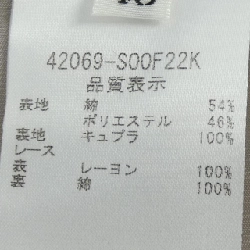 42069-S00F22K
品質表示
表地 綿 54%
ポリエステル 46%
表地 キュプラ 100%
レース
表 レーヨン 100%
裏 綿 100%